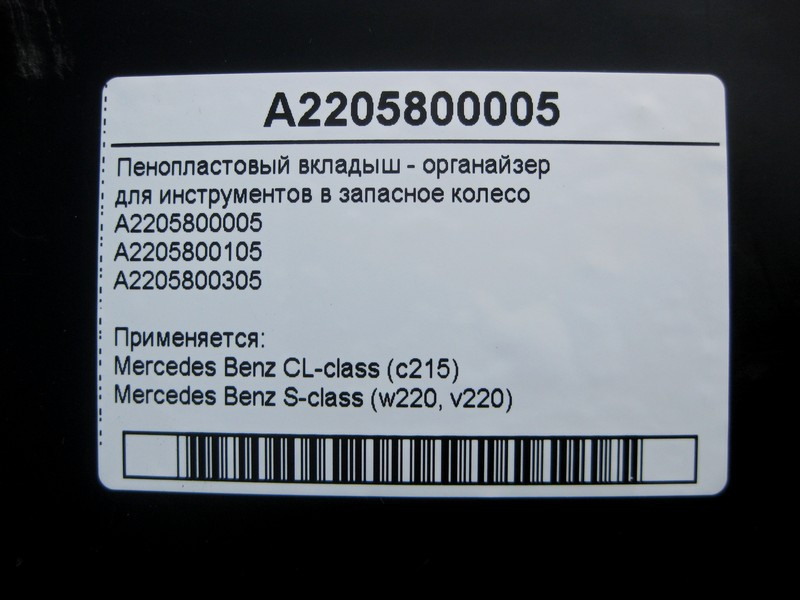 A2205800005
Пенопластовый вкладыш - органайзер
для инструментов в запасное колесо
A2205800005
A2205800105
A2205800305
Применяется:
Mercedes Benz CL-class (c215)
Mercedes Benz S-class (w220, v220)